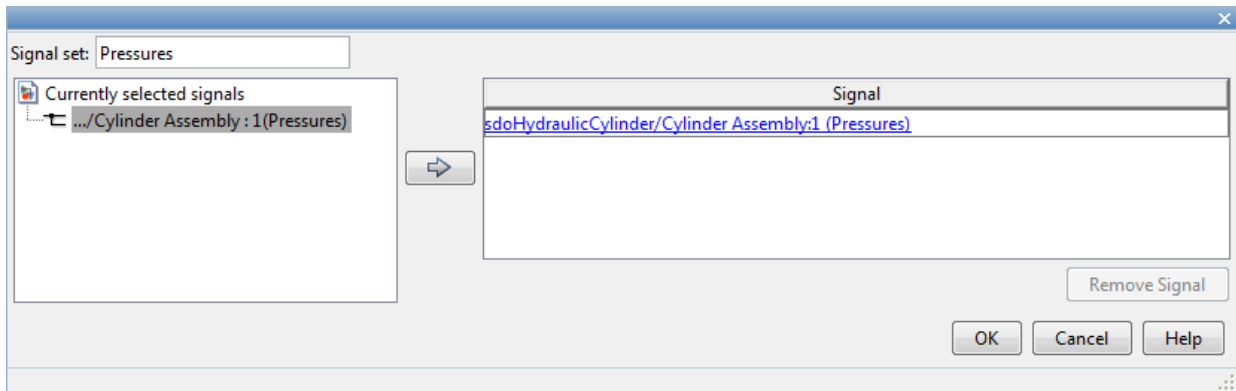 Signal set: Pressures
Currently selected signals
.../Cylinder Assembly : 1(Pressures)
Signal
sdoHydraulicCylinder/Cylinder Assembly:1 (Pressures)
Remove Signal
OK Cancel Help